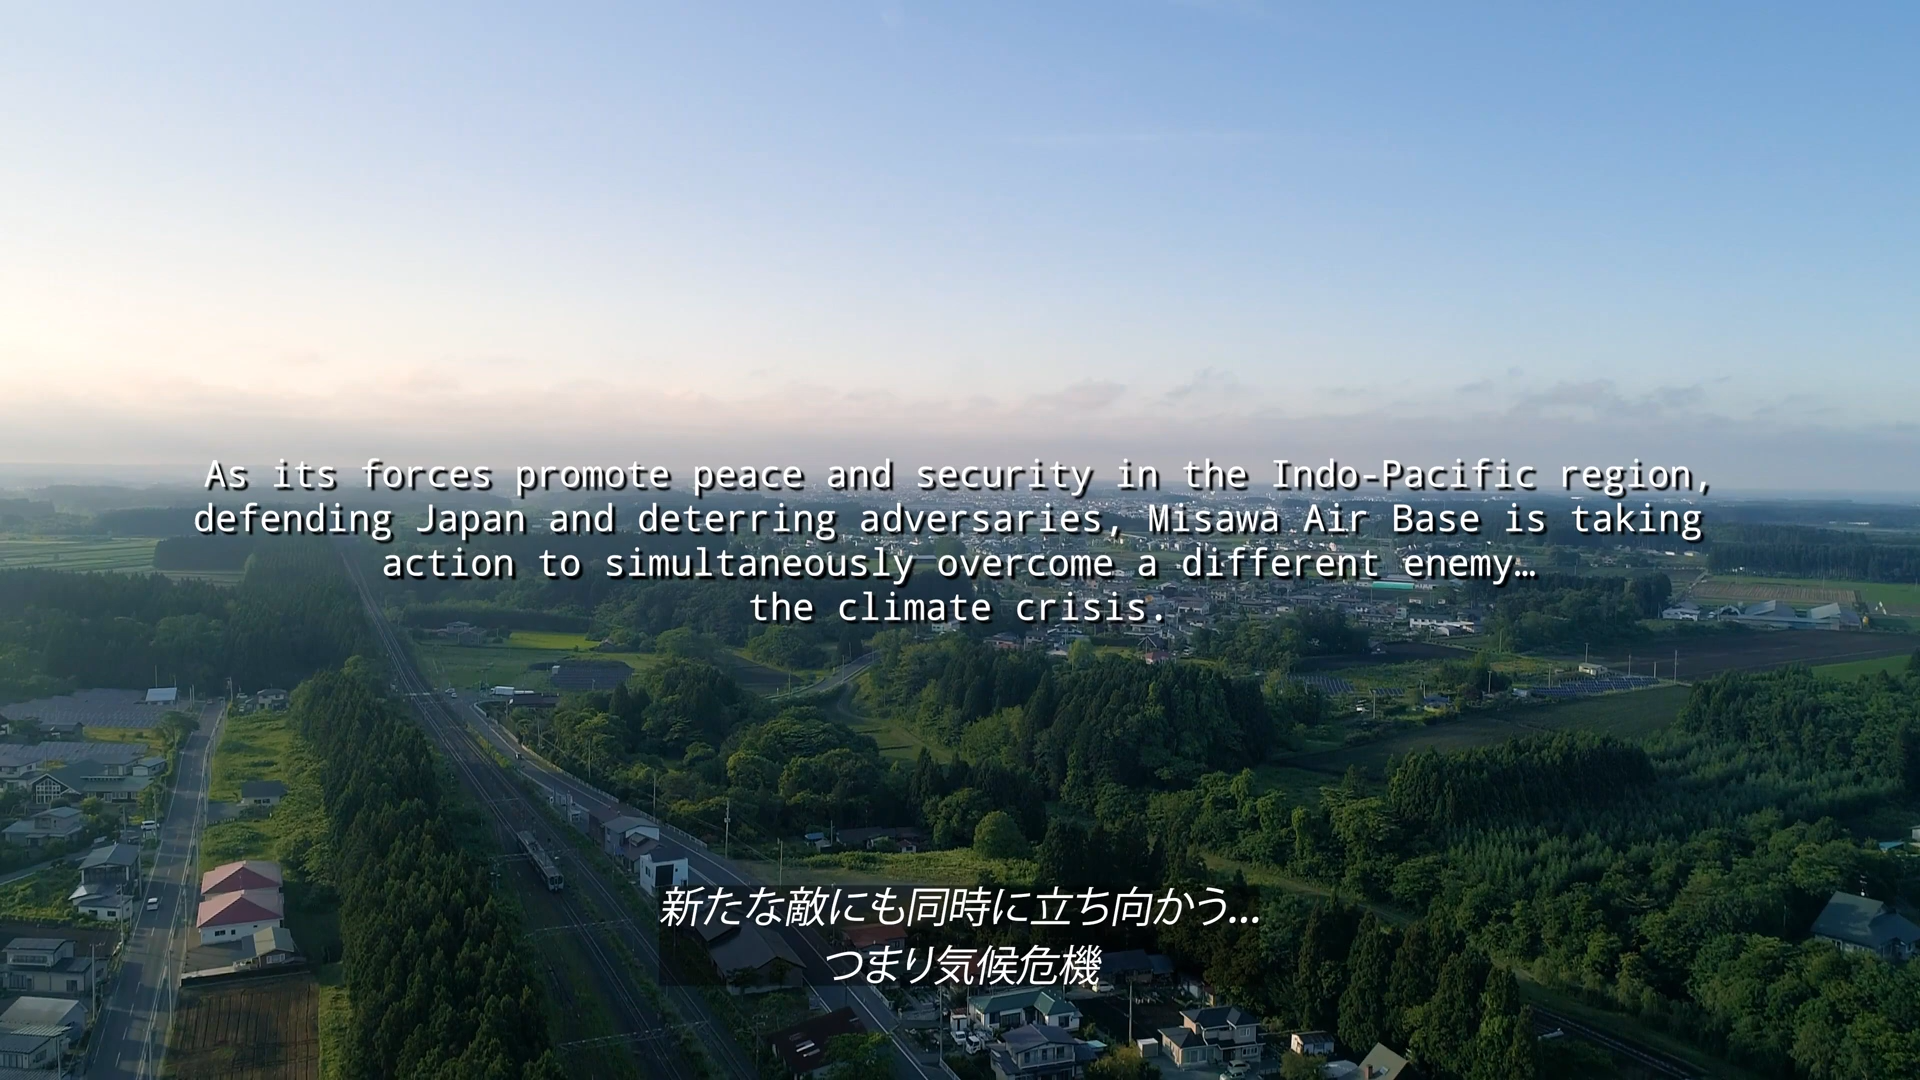 As its forces promote peace and security in the Indo-Pacific region,
defending Japan and deterring adversaries, Misawa Air Base is taking
action to simultaneously overcome a different enemy…
the climate crisis.
新たな敵にも同時に立ち向かう...
つまり気候危機